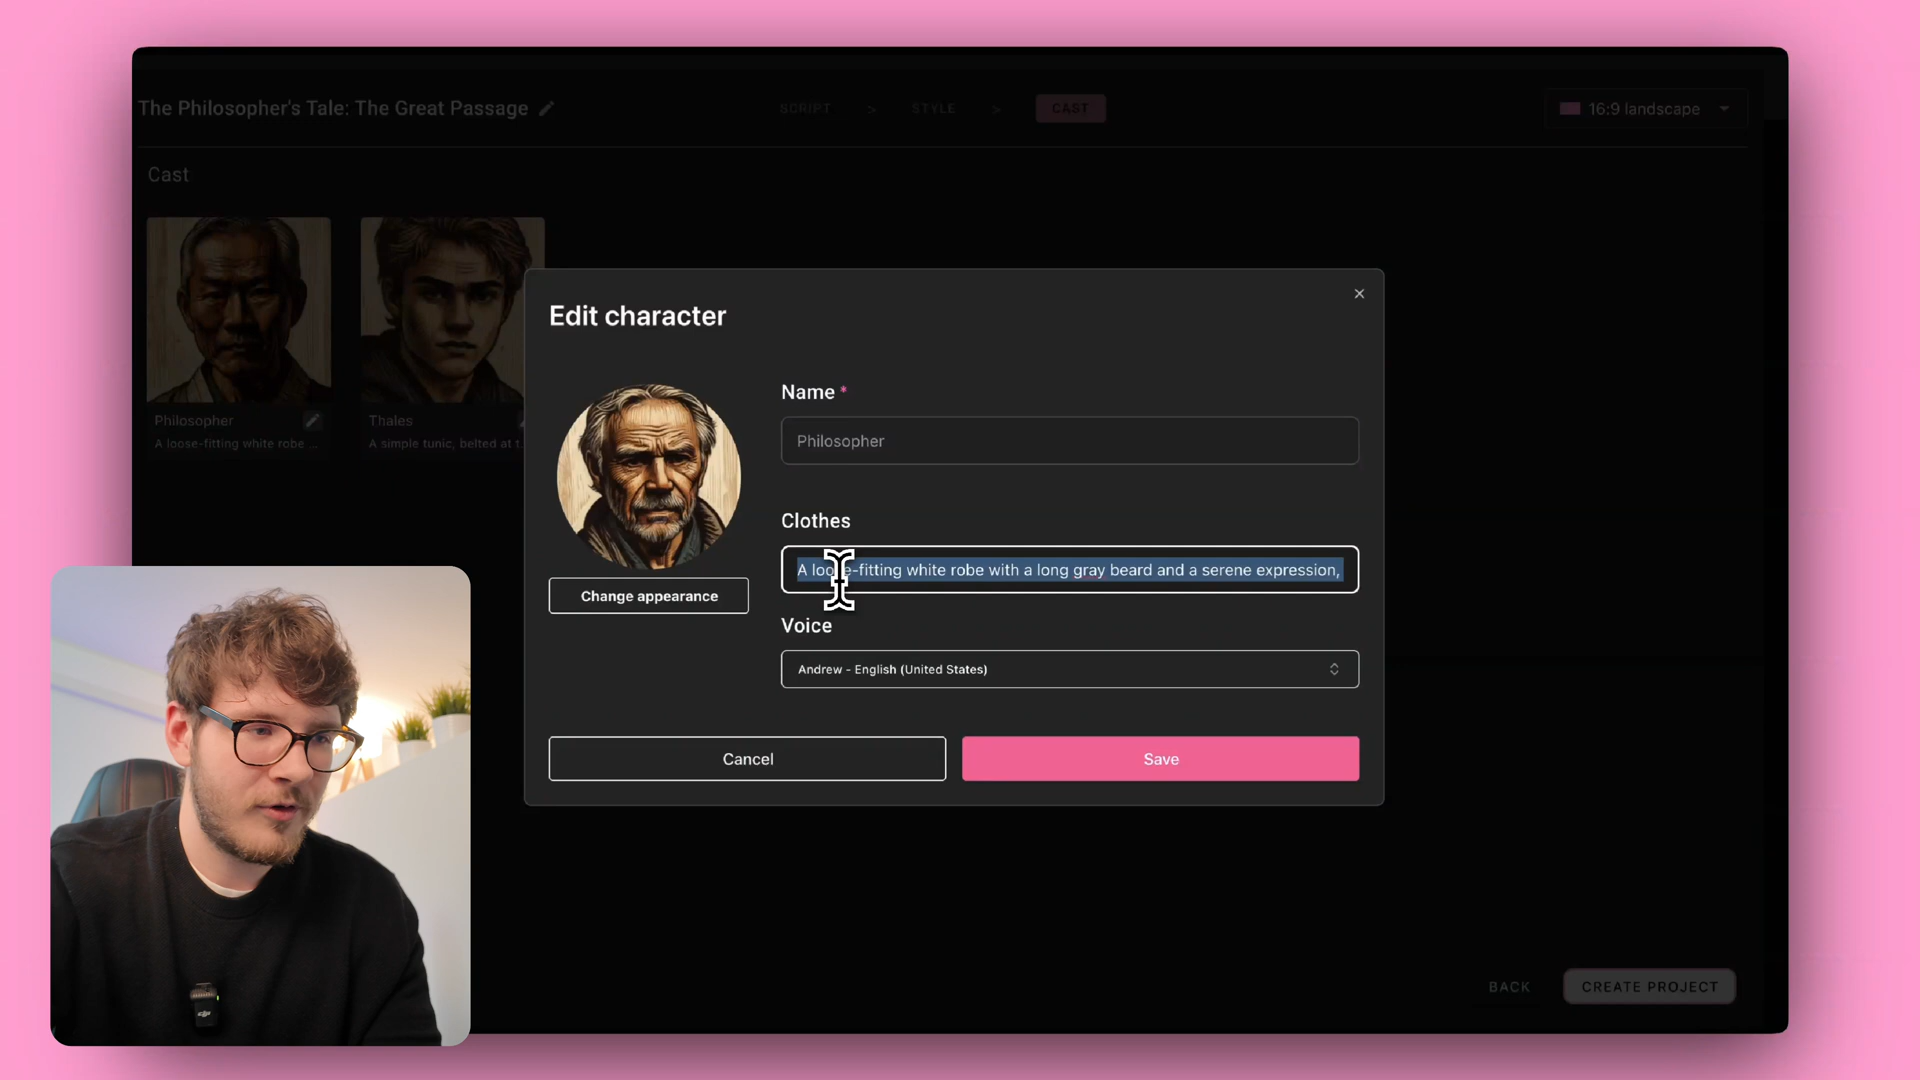 The Philosopher's Tale: The Great Passage
SCRIPT > STYLE > CAST
16:9 landscape
Cast
Philosopher
A loose-fitting white robe ...
Thales
A simple tunic, belted at t...
Edit character
Change appearance
Name *
Philosopher
Clothes
A loose-fitting white robe with a long gray beard and a serene expression,
Voice
Andrew - English (United States)
Cancel
Save
BACK
CREATE PROJECT
dji